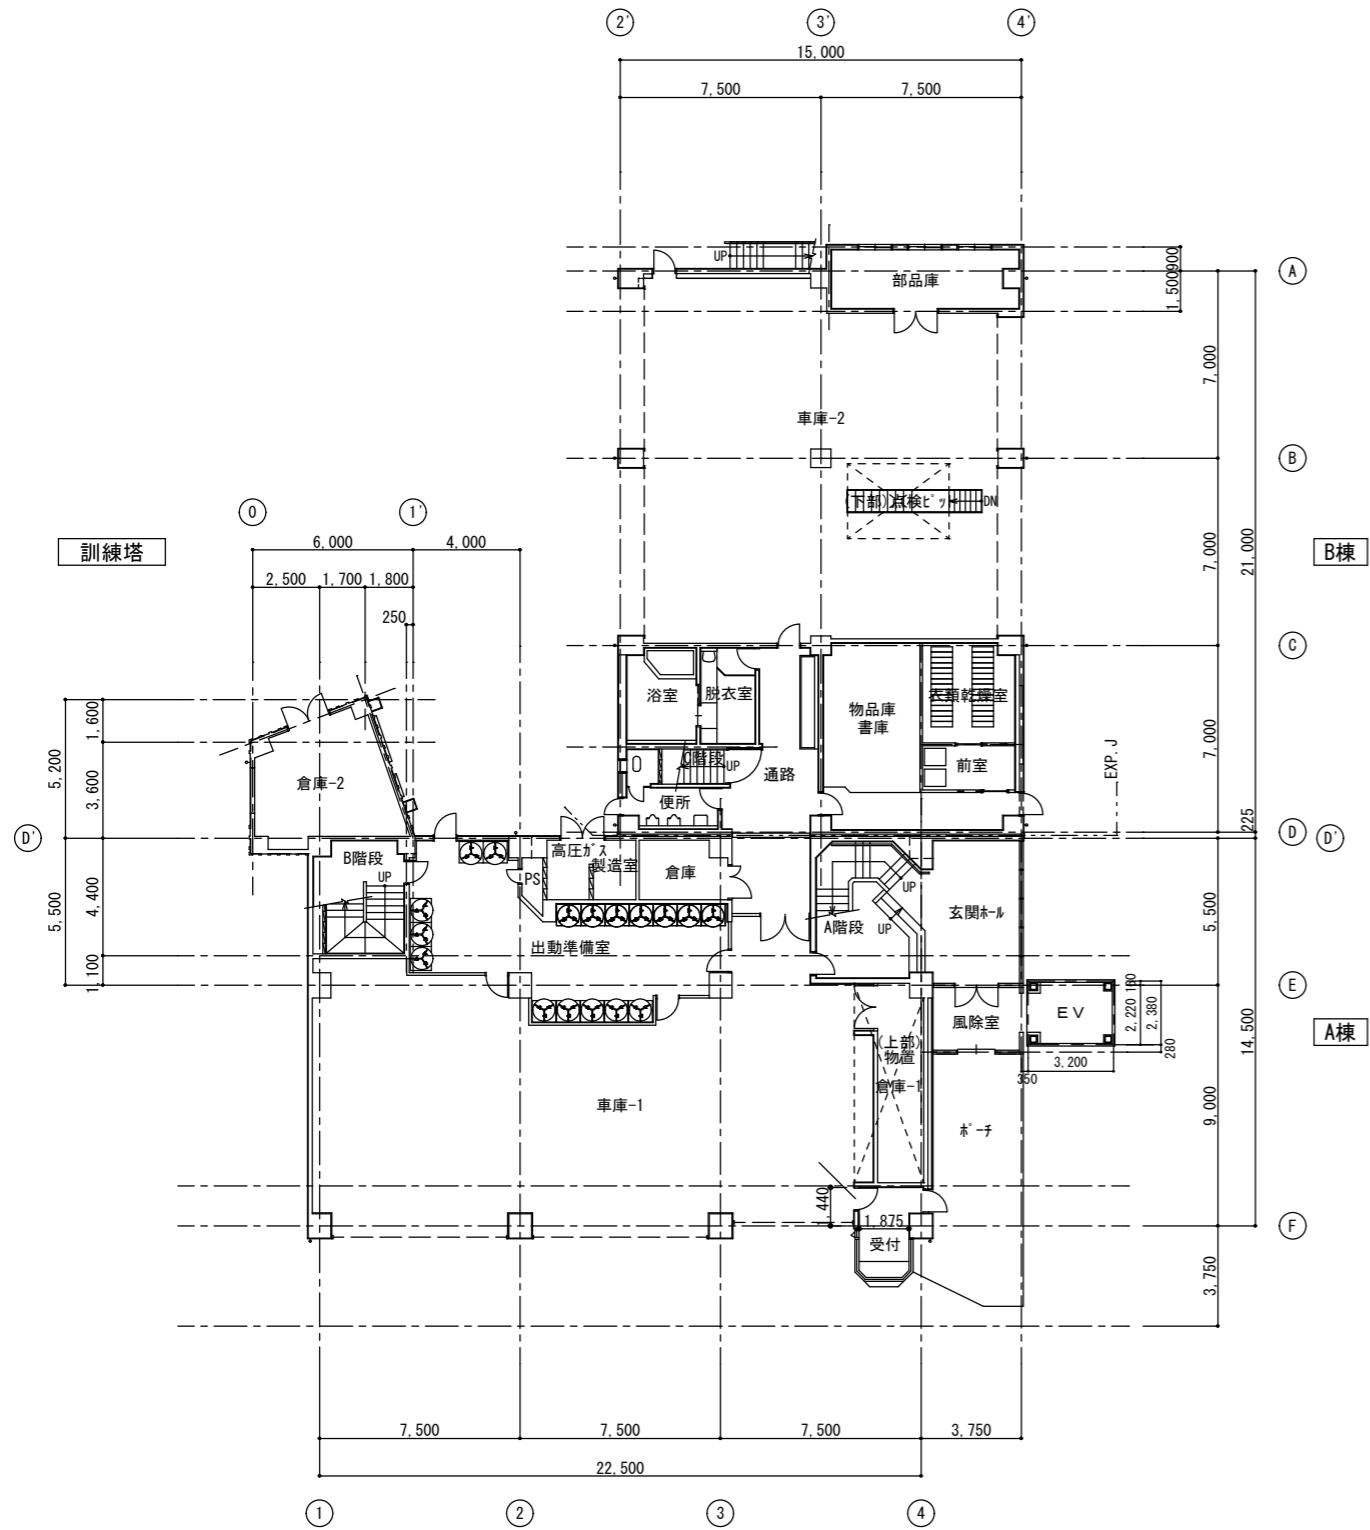 2'
3'
4'
15,000
7,500
7,500
UP
部品庫
A
1,500
900
7,000
車庫-2
B
(下部)点検ﾋﾟｯ
DN
0
1'
訓練塔
6,000
4,000
2,500
1,700
1,800
250
7,000
21,000
B棟
C
浴室
脱衣室
物品庫
書庫
衣類乾燥室
1,600
5,200
3,600
倉庫-2
C階段
UP
通路
前室
便所
7,000
EXP.J
225
D'
D
D'
B階段
UP
高圧ｶﾞｽ
製造室
PS
倉庫
UP
A階段
UP
玄関ﾎｰﾙ
4,400
5,500
1,100
出動準備室
5,500
E
風除室
EV
160
2,220
2,380
280
14,500
A棟
(上部)
物置
倉庫-1
350
3,200
車庫-1
ﾎﾟｰﾁ
9,000
440
1,875
受付
F
3,750
7,500
7,500
7,500
3,750
22,500
1
2
3
4